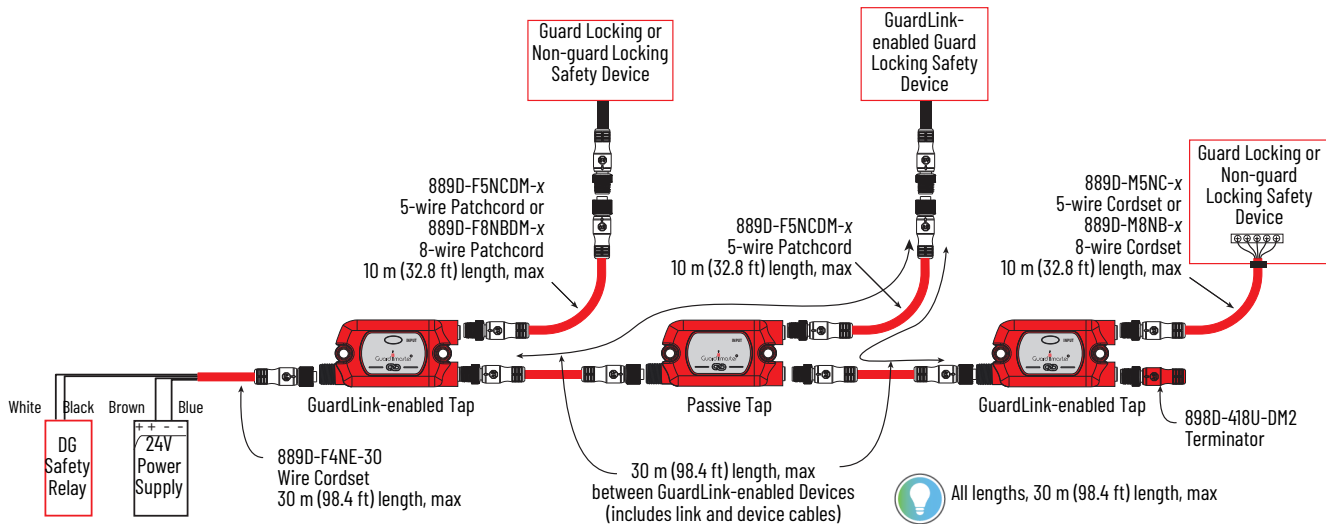 Guard Locking or
Non-guard Locking
Safety Device
GuardLink-
enabled Guard
Locking Safety
Device
Guard Locking or
Non-guard
Locking Safety
Device
889D-F5NCDM-x
5-wire Patchcord or
889D-F8NBDM-x
8-wire Patchcord
10 m (32.8 ft) length, max
889D-F5NCDM-x
5-wire Patchcord
10 m (32.8 ft) length, max
889D-M5NC-x
5-wire Cordset or
889D-M8NB-x
8-wire Cordset
10 m (32.8 ft) length, max
INPUT
Guardmaster
INPUT
Guardmaster
INPUT
Guardmaster
GuardLink-enabled Tap
Passive Tap
GuardLink-enabled Tap
White
Black
Brown
Blue
DG
Safety
Relay
+ + - -
24V
Power
Supply
889D-F4NE-30
Wire Cordset
30 m (98.4 ft) length, max
30 m (98.4 ft) length, max
between GuardLink-enabled Devices
(includes link and device cables)
898D-418U-DM2
Terminator
All lengths, 30 m (98.4 ft) length, max